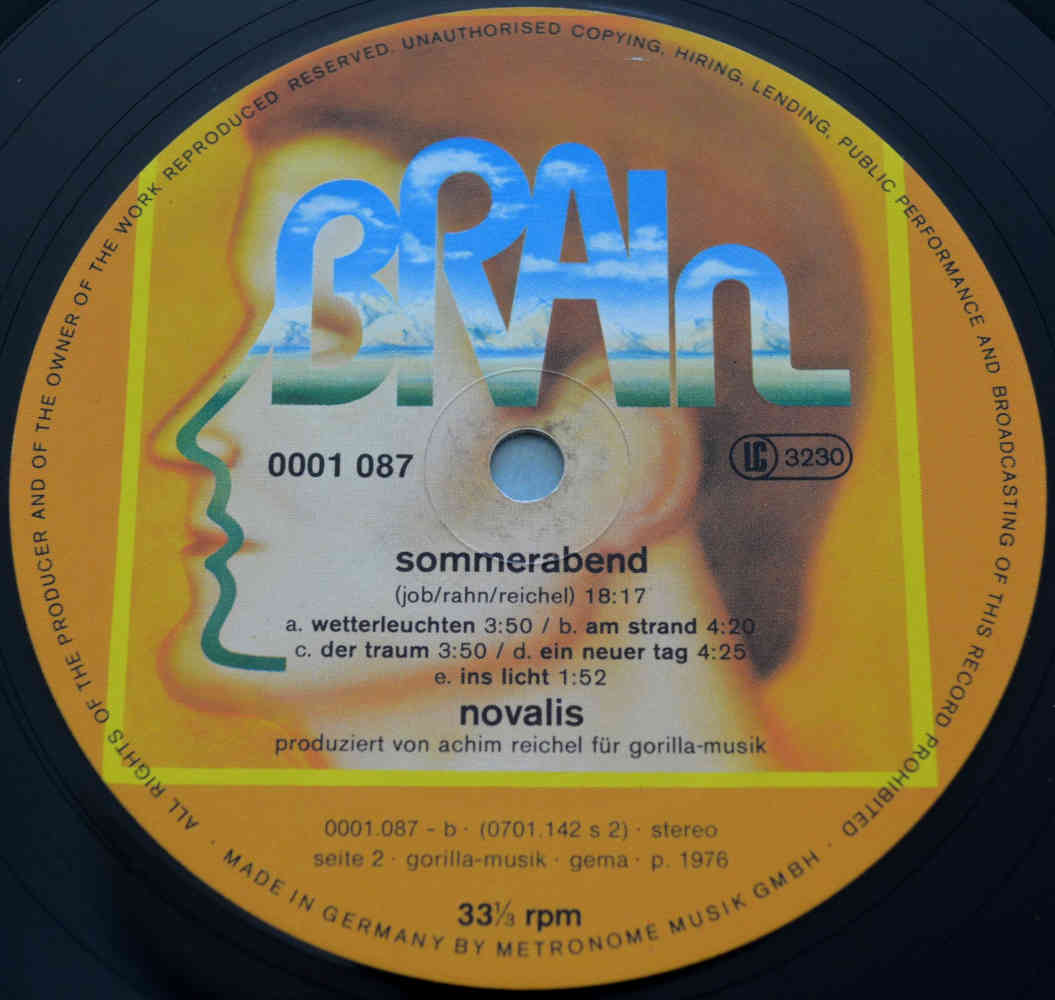 ALL RIGHTS OF THE PRODUCER AND OF THE OWNER OF THE WORK REPRODUCED RESERVED. UNAUTHORISED COPYING, HIRING, LENDING, PUBLIC PERFORMANCE AND BROADCASTING OF THIS RECORD PROHIBITED
BRAIn
0001 087
LC 3230
sommerabend
(job/rahn/reichel) 18:17
a. wetterleuchten 3:50 / b. am strand 4:20
c. der traum 3:50 / d. ein neuer tag 4:25
e. ins licht 1:52
novalis
produziert von achim reichel für gorilla-musik
0001.087 - b · (0701.142 s 2) · stereo
seite 2 · gorilla-musik · gema · p. 1976
33⅓ rpm
· MADE IN GERMANY BY METRONOME MUSIK GMBH ·